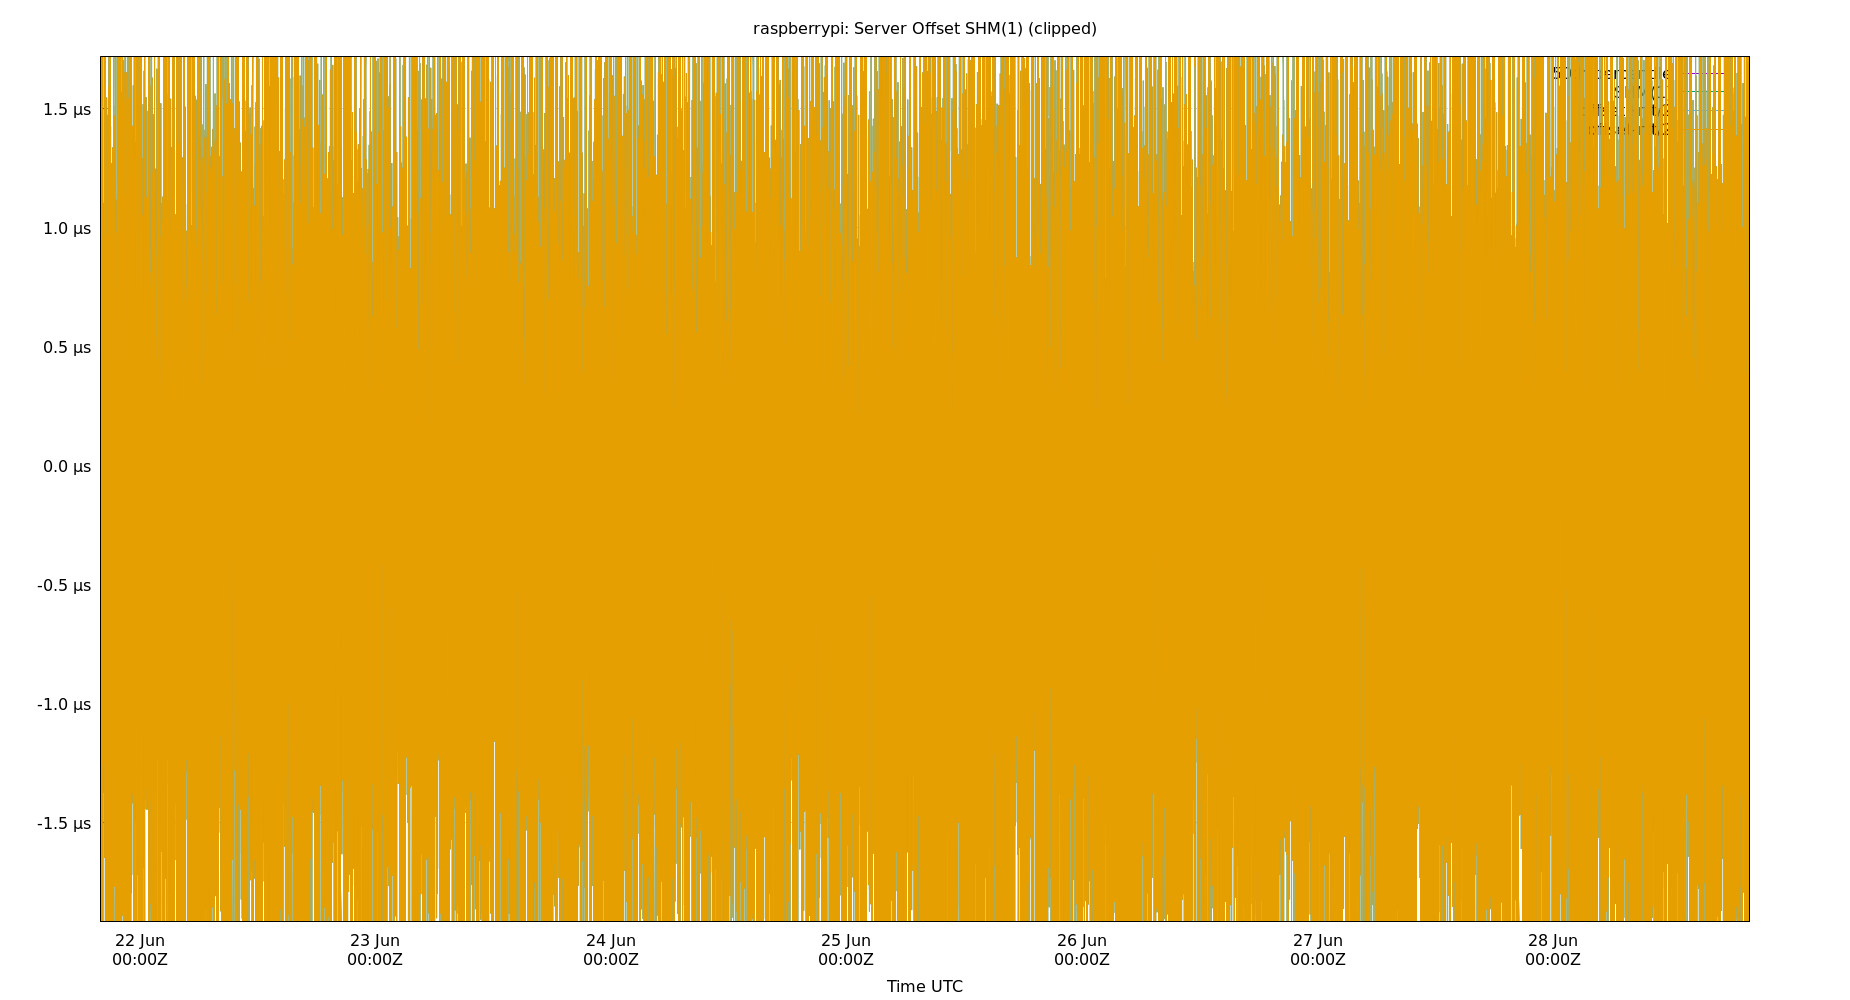 raspberrypi: Server Offset SHM(1) (clipped)
1.5 µs
1.0 µs
0.5 µs
0.0 µs
-0.5 µs
-1.0 µs
-1.5 µs
22 Jun 23 Jun 24 Jun 25 Jun 26 Jun 27 Jun 28 Jun
00:00Z 00:00Z 00:00Z 00:00Z 00:00Z 00:00Z 00:00Z
Time UTC